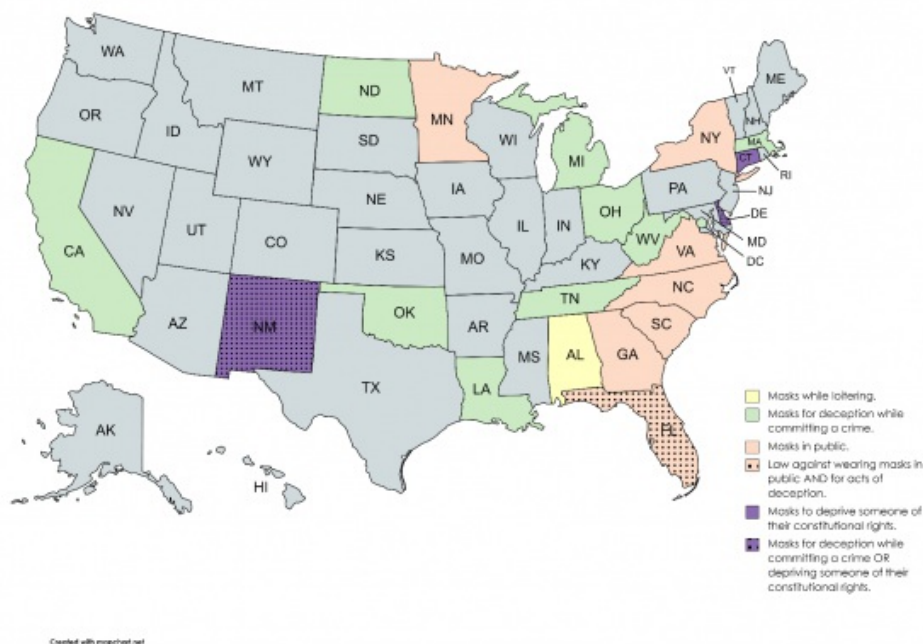 WA
MT
ND
MN
OR
ID
SD
WI
MI
VT
ME
NH
NY
MA
CT
RI
WY
IA
NE
PA
NJ
NV
UT
CO
IL
IN
OH
DE
MD
DC
CA
KS
MO
WV
VA
KY
NC
AZ
NM
OK
TN
AR
SC
MS
AL
GA
TX
LA
FL
AK
HI
Masks while loitering.
Masks for deception while
committing a crime.
Masks in public.
Law against wearing masks in
public AND for acts of
deception.
Masks to deprive someone of
their constitutional rights.
Masks for deception while
committing a crime OR
depriving someone of their
constitutional rights.
Created with mapchart.net